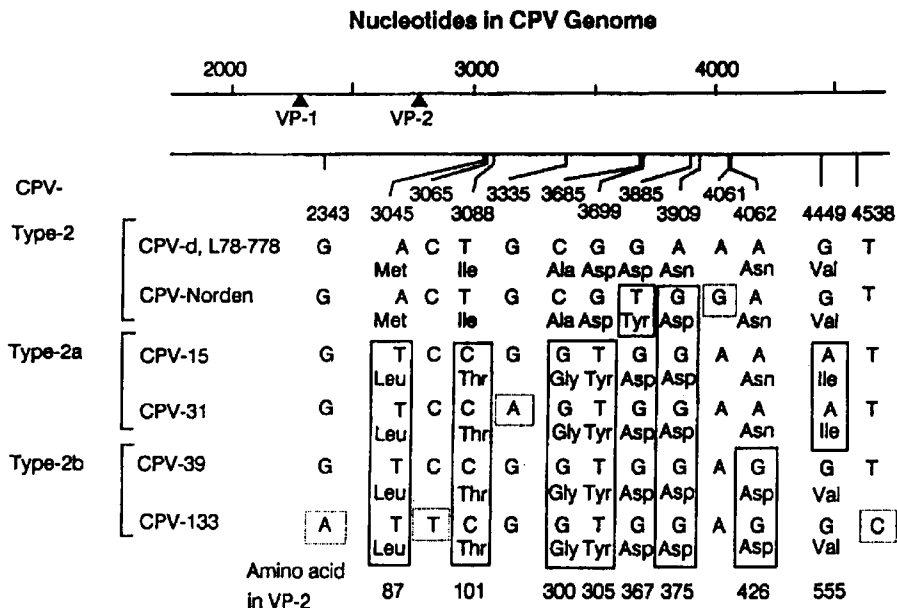 Nucleotides in CPV Genome
2000 3000 4000
VP-1 VP-2
CPV-
3065 3335 3685 3885 4061
2343 3045 3088 3699 3909 4062 4449 4538
Type-2
CPV-d, L78-778 G A C T G C G G A A A G T
Met Ile Ala Asp Asp Asn Asn Val
CPV-Norden G A C T G C G T G G A G T
Met Ile Ala Asp Tyr Asp Asn Val
Type-2a
CPV-15 G T C C G G T G G A A A T
Leu Thr Gly Tyr Asp Asp Asn Ile
CPV-31 G T C C A G T G G A A A T
Leu Thr Gly Tyr Asp Asp Asn Ile
Type-2b
CPV-39 G T C C G G T G G A G G T
Leu Thr Gly Tyr Asp Asp Asp Val
CPV-133 A T T C G G T G G A G G C
Leu Thr Gly Tyr Asp Asp Asp Val
Amino acid
in VP-2 87 101 300 305 367 375 426 555